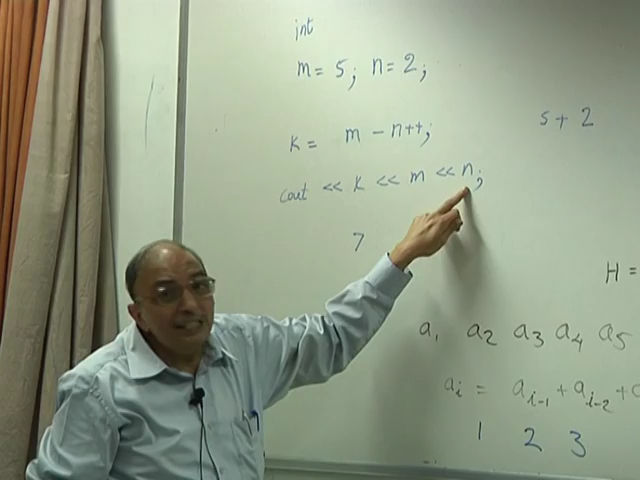 int
m = 5; n = 2;
5 + 2
k = m - n++;
cout << k << m << n;
7
H =
a1 a2 a3 a4 a5
ai = ai-1 + ai-2 +
1 2 3